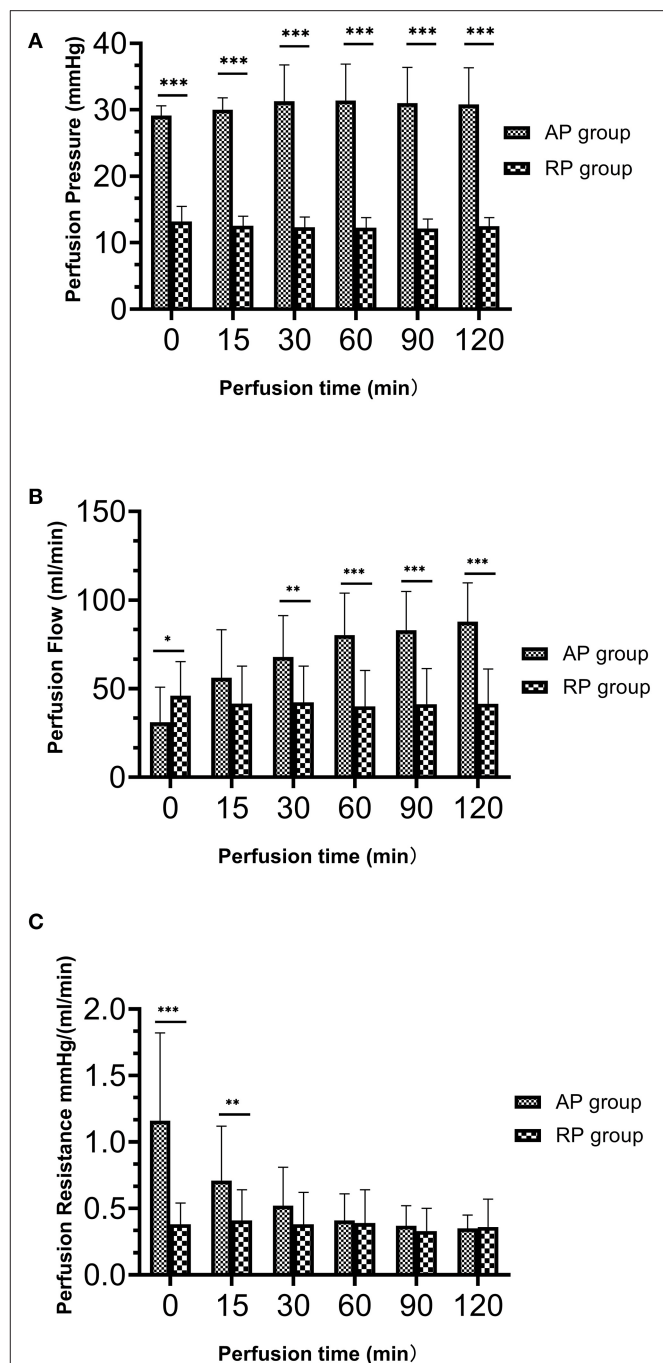 A
Perfusion Pressure (mmHg)
40
30
20
10
0
*** *** *** *** *** ***
AP group
RP group
0 15 30 60 90 120
Perfusion time (min）
B
Perfusion Flow (ml/min)
150
100
50
0
* ** *** *** ***
AP group
RP group
0 15 30 60 90 120
Perfusion time (min）
C
Perfusion Resistance mmHg/(ml/min)
2.0
1.5
1.0
0.5
0.0
*** **
AP group
RP group
0 15 30 60 90 120
Perfusion time (min）